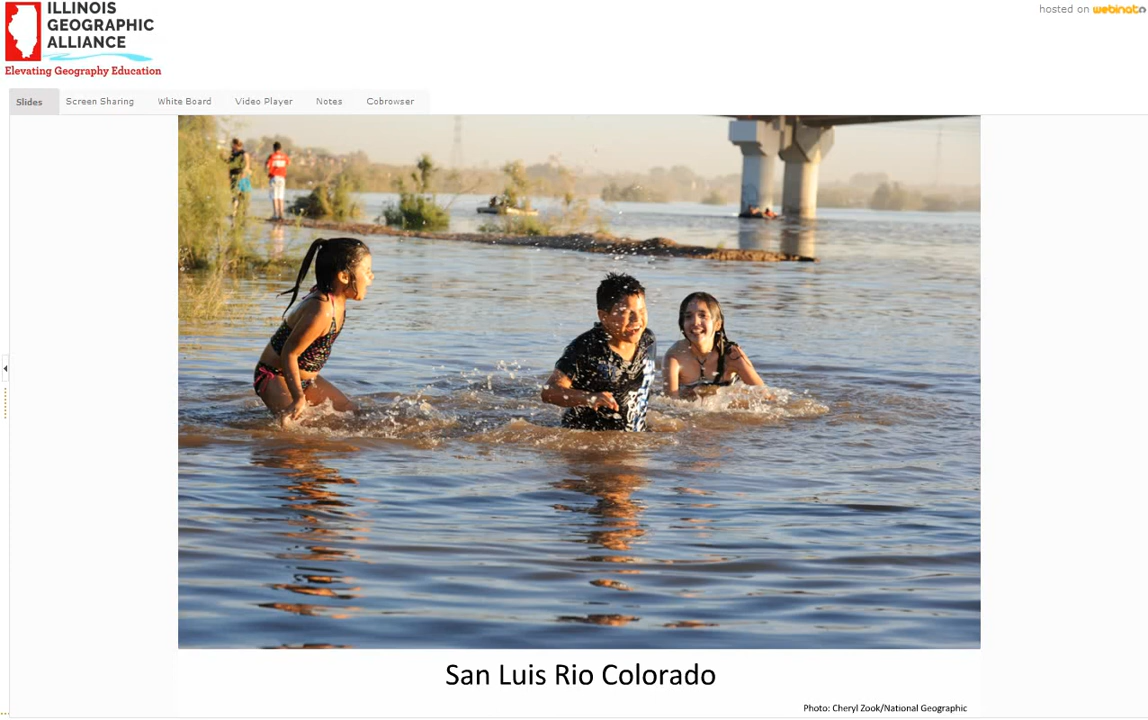 ILLINOIS
GEOGRAPHIC
ALLIANCE
Elevating Geography Education
hosted on webinato
Slides Screen Sharing White Board Video Player Notes Cobrowser
San Luis Rio Colorado
Photo: Cheryl Zook/National Geographic